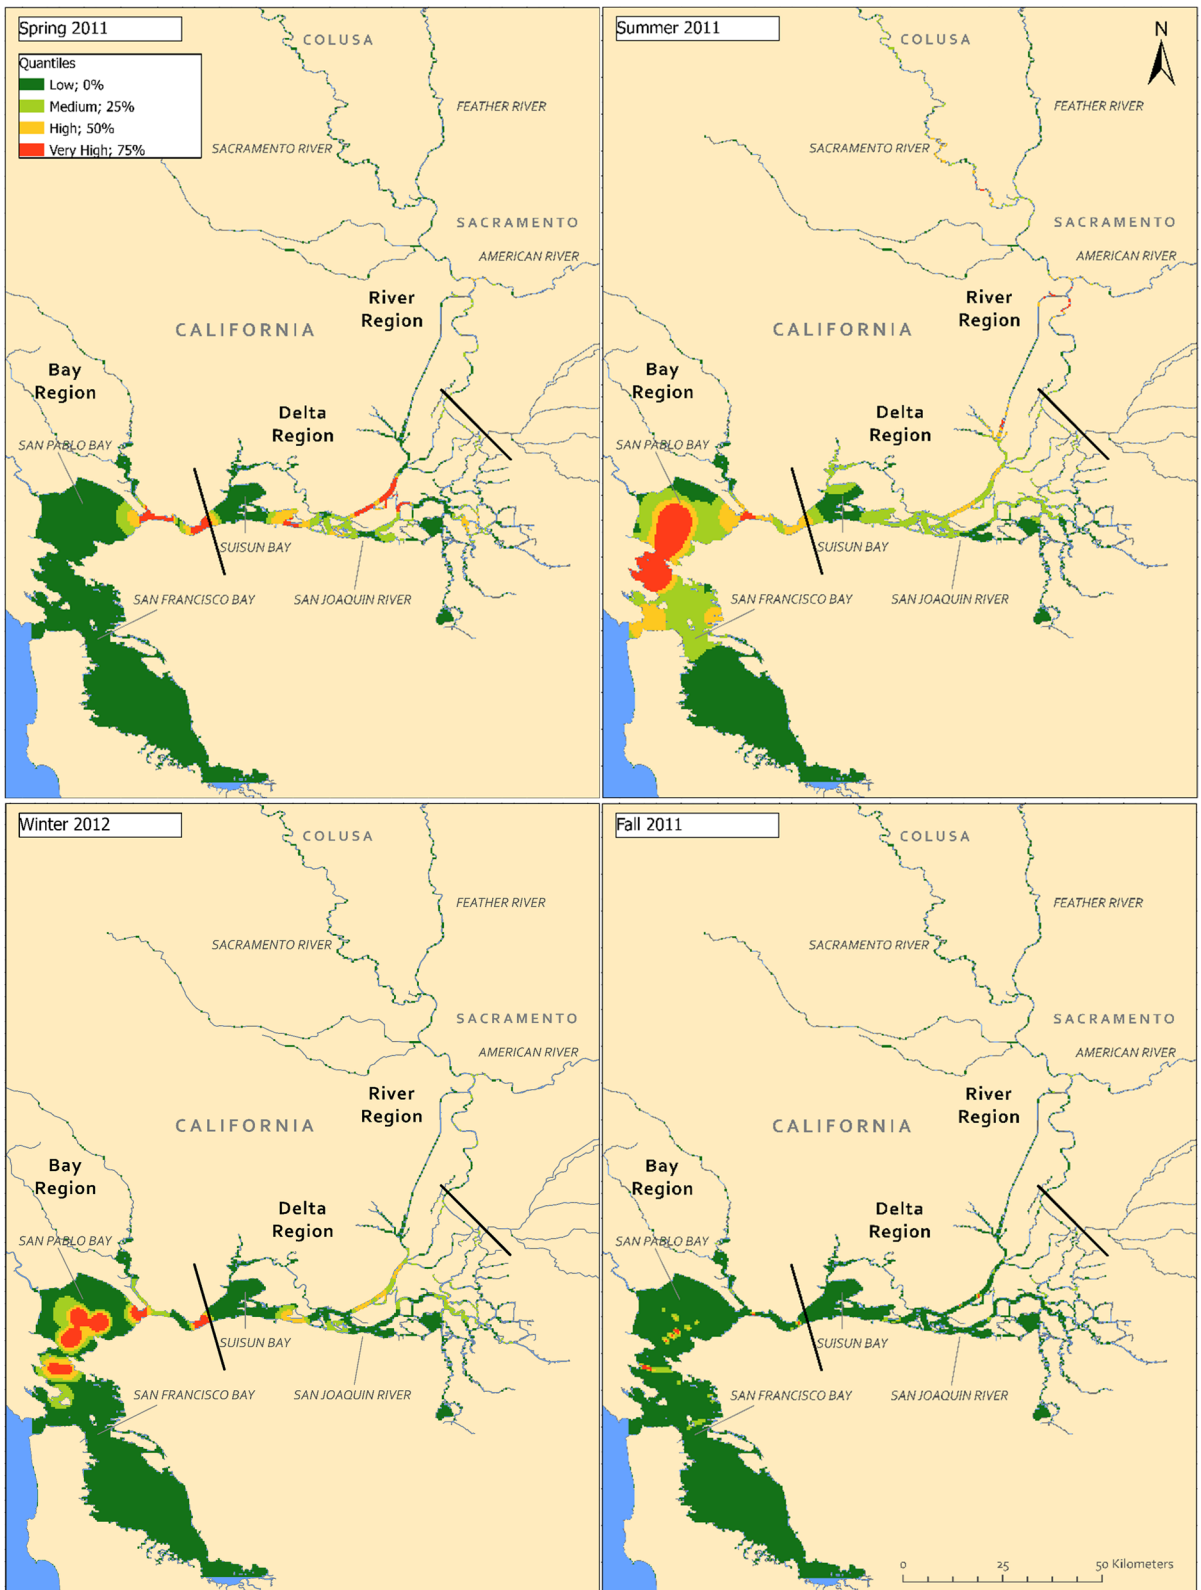 Spring 2011
Quantiles
Low; 0%
Medium; 25%
High; 50%
Very High; 75%
COLUSA
FEATHER RIVER
SACRAMENTO RIVER
SACRAMENTO
AMERICAN RIVER
River
Region
CALIFORNIA
Bay
Region
Delta
Region
SAN PABLO BAY
SUISUN BAY
SAN FRANCISCO BAY
SAN JOAQUIN RIVER
Summer 2011
N
COLUSA
FEATHER RIVER
SACRAMENTO RIVER
SACRAMENTO
AMERICAN RIVER
River
Region
CALIFORNIA
Bay
Region
Delta
Region
SAN PABLO BAY
SUISUN BAY
SAN FRANCISCO BAY
SAN JOAQUIN RIVER
Winter 2012
COLUSA
FEATHER RIVER
SACRAMENTO RIVER
SACRAMENTO
AMERICAN RIVER
River
Region
CALIFORNIA
Bay
Region
Delta
Region
SAN PABLO BAY
SUISUN BAY
SAN FRANCISCO BAY
SAN JOAQUIN RIVER
Fall 2011
COLUSA
FEATHER RIVER
SACRAMENTO RIVER
SACRAMENTO
AMERICAN RIVER
River
Region
CALIFORNIA
Bay
Region
Delta
Region
SAN PABLO BAY
SUISUN BAY
SAN FRANCISCO BAY
SAN JOAQUIN RIVER
0 25 50 Kilometers